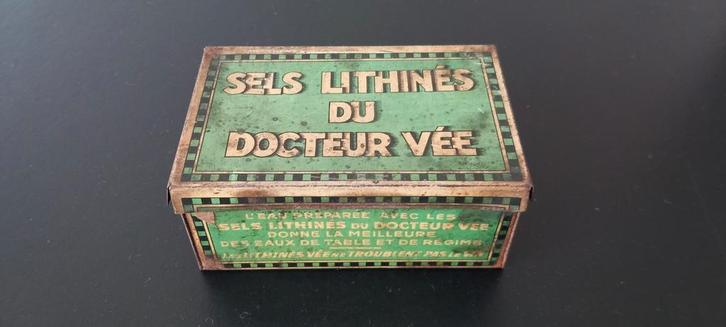 SELS LITHINÉS
DU
DOCTEUR VÉE
L'EAU PRÉPARÉE AVEC LES
SELS LITHINÉS DU DOCTEUR VÉE
DONNE LA MEILLEURE
DES EAUX DE TABLE ET DE RÉGIME
LES LITHINÉS VÉE NE TROUBLENT PAS LE VIN